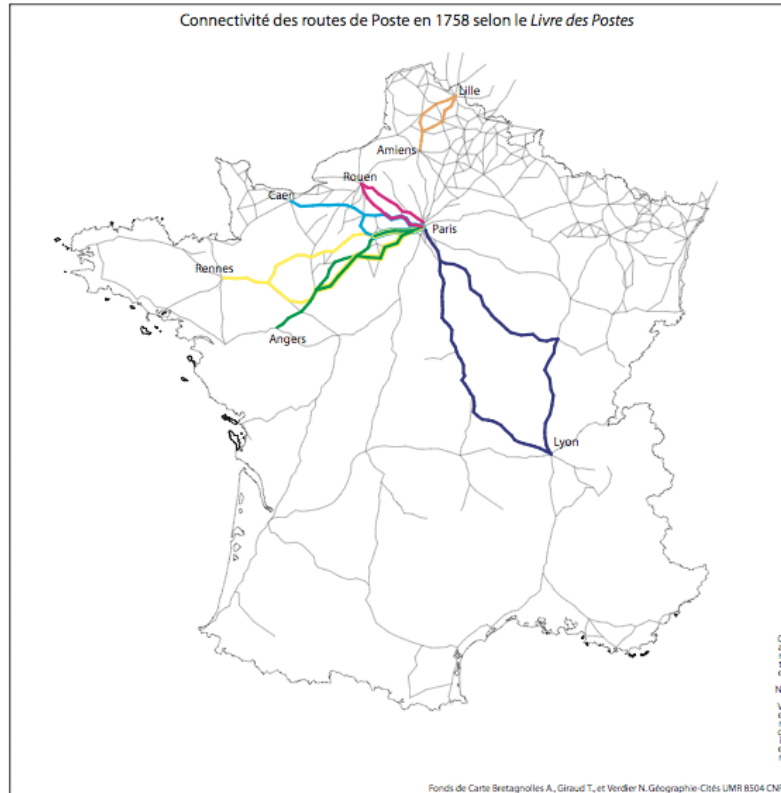 Connectivité des routes de Poste en 1758 selon le Livre des Postes
Lille
Amiens
Rouen
Caen
Paris
Rennes
Angers
Lyon
Fonds de Carte Bretagnolles A., Giraud T., et Verdier N. Géographie-Cités UMR 8504 CN